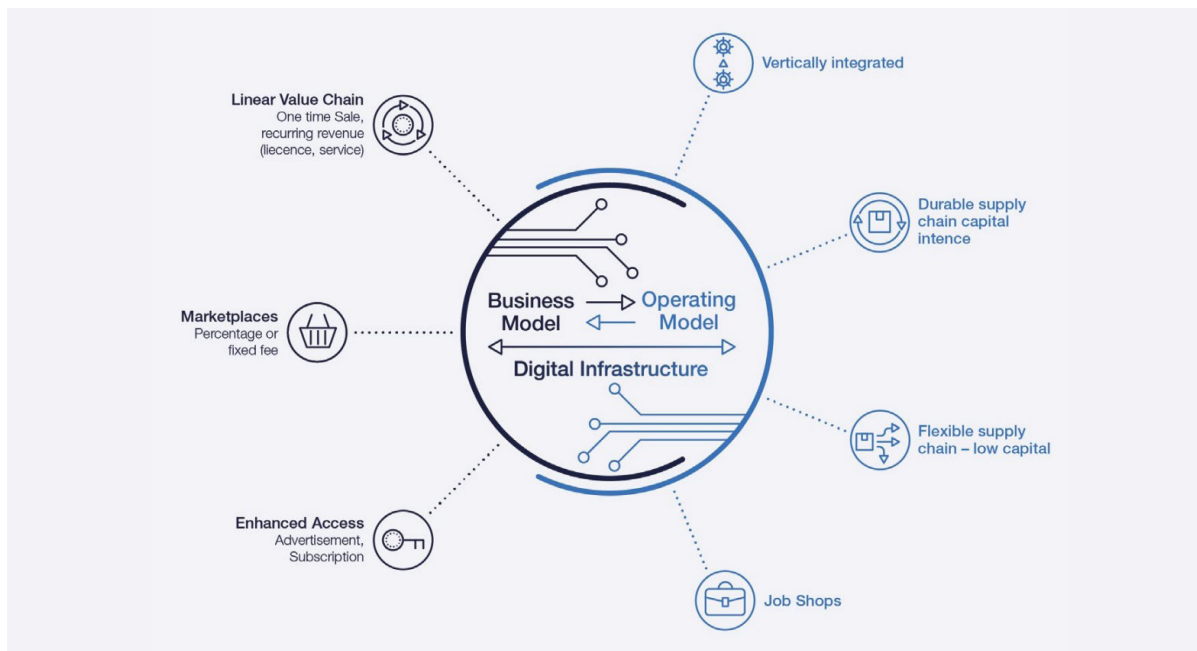 Vertically integrated
Linear Value Chain
One time Sale,
recurring revenue
(liecence, service)
Durable supply
chain capital
intence
Business
Model
Operating
Model
Digital Infrastructure
Marketplaces
Percentage or
fixed fee
Flexible supply
chain – low capital
Enhanced Access
Advertisement,
Subscription
Job Shops